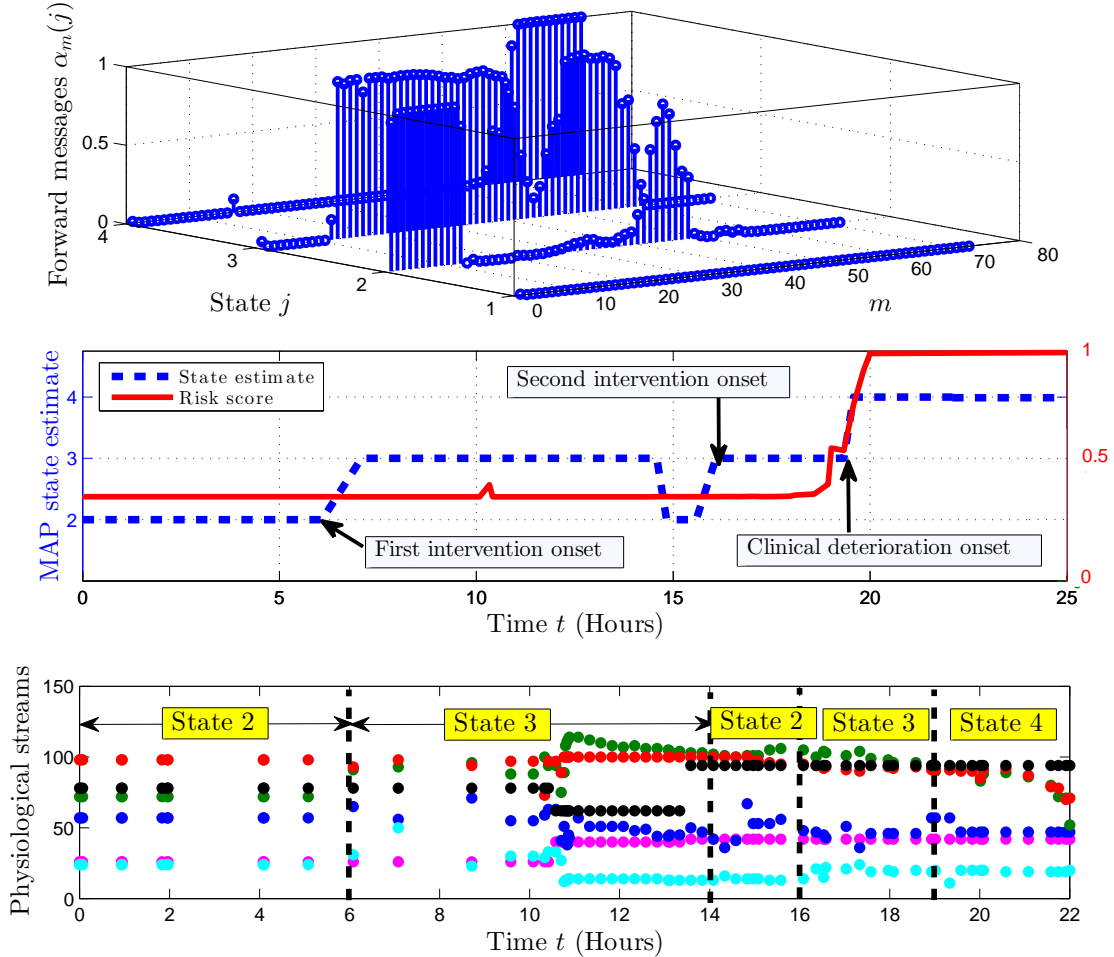 Forward messages α_m(j)
1
0.5
0
4
3
2
1
State j
0
10
20
30
40
50
60
70
80
m
MAP state estimate
4
3
2
State estimate
Risk score
Second intervention onset
First intervention onset
Clinical deterioration onset
1
0.5
0
0
5
10
15
20
25
Time t (Hours)
Physiological streams
150
100
50
0
State 2
State 3
State 2
State 3
State 4
0
2
4
6
8
10
12
14
16
18
20
22
Time t (Hours)